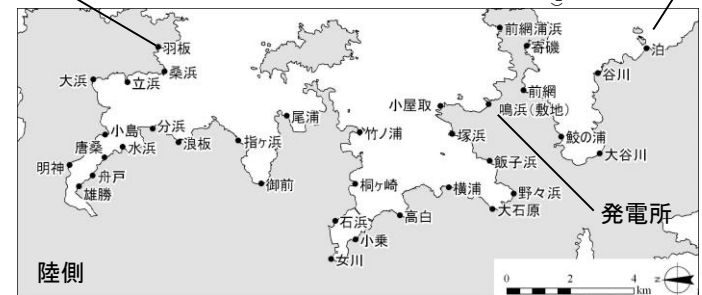 前網浦浜
羽板
寄磯
泊
桑浜
谷川
大浜
立浜
前網
小屋取
鳴浜（敷地）
尾浦
小島
分浜
指ヶ浜
竹ノ浦
塚浜
鮫の浦
唐桑
水浜
浪板
大谷川
明神
飯子浜
舟戸
御前
桐ヶ崎
横浦
野々浜
雄勝
大石原
発電所
石浜
高白
小乗
女川
陸側
0 2 4
km
z